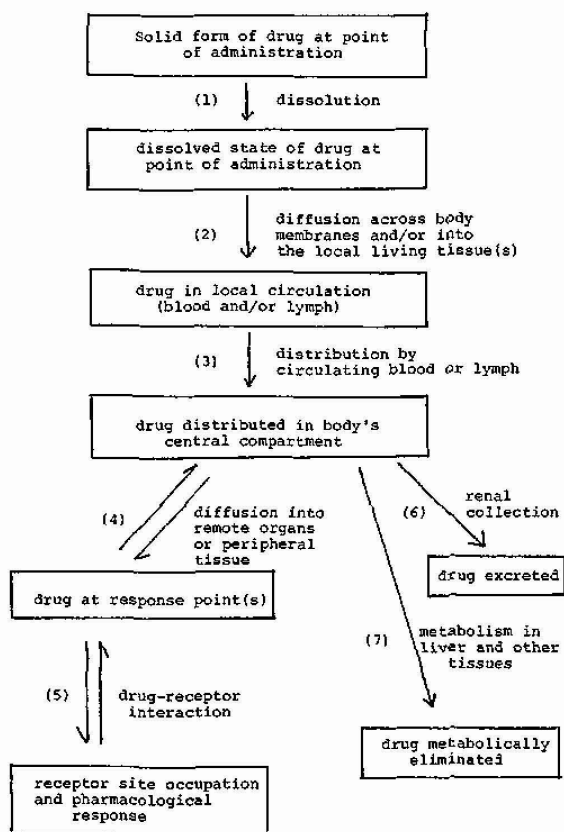 Solid form of drug at point
of administration
(1) dissolution
dissolved state of drug at
point of administration
(2) diffusion across body
membranes and/or into
the local living tissue(s)
drug in local circulation
(blood and/or lymph)
(3) distribution by
circulating blood or lymph
drug distributed in body's
central compartment
(4) diffusion into
remote organs
or peripheral
tissue
(6) renal
collection
drug excreted
drug at response point(s)
(7) metabolism in
liver and other
tissues
(5) drug-receptor
interaction
drug metabolically
eliminated
receptor site occupation
and pharmacological
response